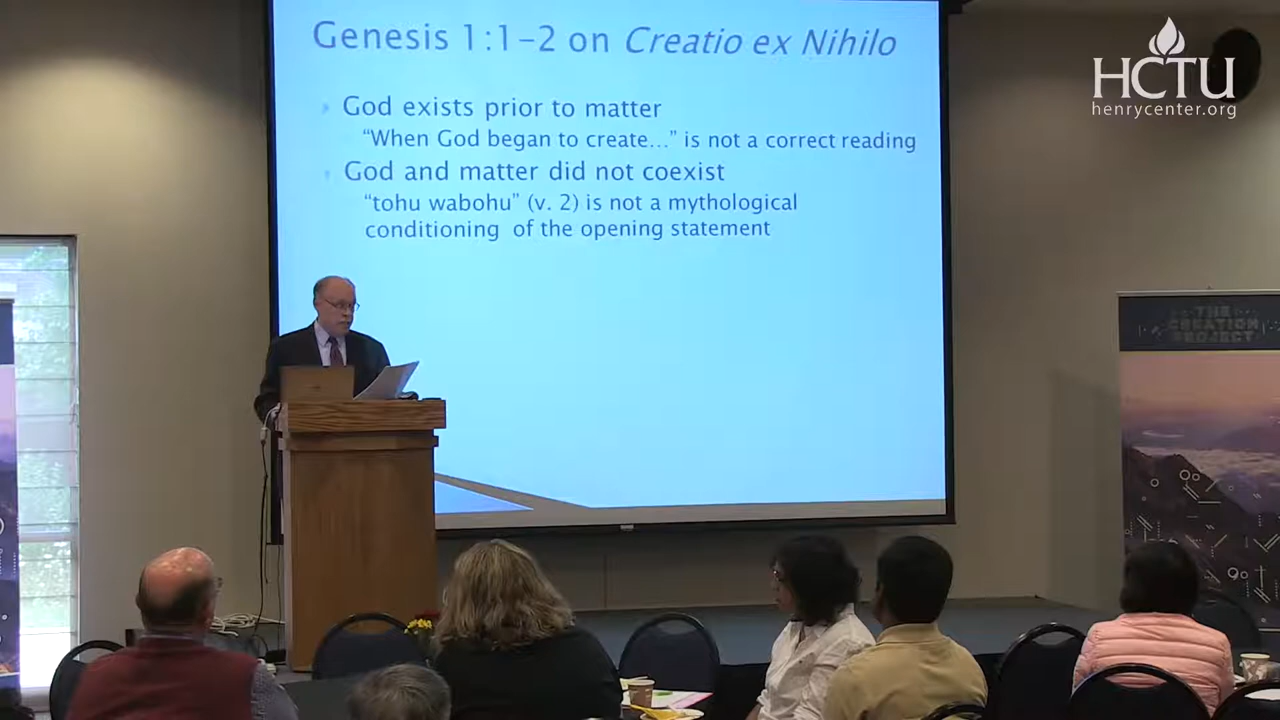 Genesis 1:1-2 on Creatio ex Nihilo
God exists prior to matter
"When God began to create..." is not a correct reading
God and matter did not coexist
"tohu wabohu" (v. 2) is not a mythological
conditioning of the opening statement
HCTU
henrycenter.org
THE
CREATION
PROJECT